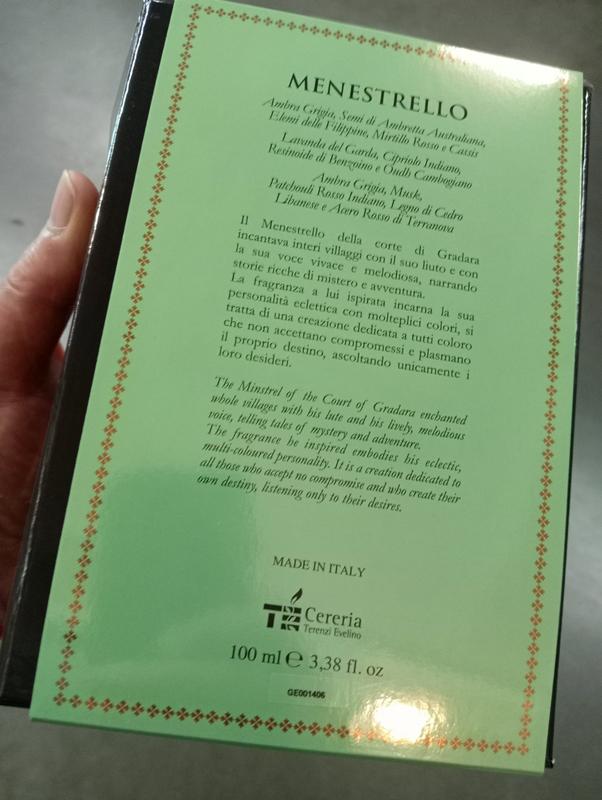 MENESTRELLO
Ambra Grigia, Semi di Ambretta Australiana,
Elemi delle Filippine, Mirtillo Rosso e Cassis
Lavanda del Garda, Cipriolo Indiano,
Resinoide di Benzoino e Oudh Cambogiano
Ambra Grigia, Musk,
Patchouli Rosso Indiano, Legno di Cedro
Libanese e Acero Rosso di Terranova
Il Menestrello della corte di Gradara
incantava interi villaggi con il suo liuto e con
la sua voce vivace e melodiosa, narrando
storie ricche di mistero e avventura.
La fragranza a lui ispirata incarna la sua
personalità eclettica con molteplici colori, si
tratta di una creazione dedicata a tutti coloro
che non accettano compromessi e plasmano
il proprio destino, ascoltando unicamente i
loro desideri.
The Minstrel of the Court of Gradara enchanted
whole villages with his lute and his lively, melodious
voice, telling tales of mystery and adventure.
The fragrance he inspired embodies his eclectic,
multi-coloured personality. It is a creation dedicated to
all those who accept no compromise and who create their
own destiny, listening only to their desires.
MADE IN ITALY
TE Cereria
Terenzi Evelino
100 ml ℮ 3,38 fl. oz
GE001406